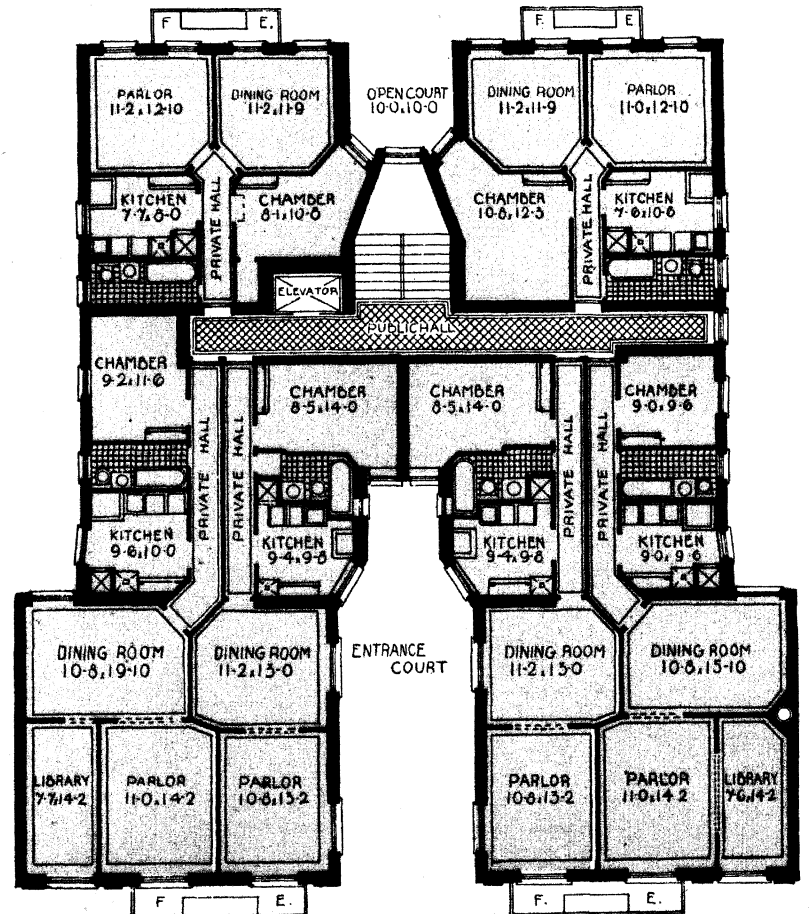 F. E.
F. E.
PARLOR
11-2 x 12-10
DINING ROOM
11-2 x 11-9
OPEN COURT
10-0 x 10-0
DINING ROOM
11-2 x 11-9
PARLOR
11-0 x 12-10
KITCHEN
7-7 x 8-0
PRIVATE HALL
CHAMBER
8-1 x 10-8
CHAMBER
10-8 x 12-3
PRIVATE HALL
KITCHEN
7-6 x 10-6
ELEVATOR
PUBLIC HALL
CHAMBER
9-2 x 11-6
PRIVATE HALL
PRIVATE HALL
CHAMBER
8-5 x 14-0
CHAMBER
8-5 x 14-0
PRIVATE HALL
PRIVATE HALL
CHAMBER
9-0 x 9-6
KITCHEN
9-6 x 10-0
KITCHEN
9-4 x 9-8
KITCHEN
9-4 x 9-8
KITCHEN
9-0 x 9-6
DINING ROOM
10-8 x 19-10
DINING ROOM
11-2 x 13-0
ENTRANCE
COURT
DINING ROOM
11-2 x 13-0
DINING ROOM
10-8 x 15-10
LIBRARY
7-7 x 14-2
PARLOR
11-0 x 14-2
PARLOR
10-8 x 13-2
PARLOR
10-8 x 13-2
PARLOR
11-0 x 14-2
LIBRARY
7-6 x 14-2
F. E.
F. E.